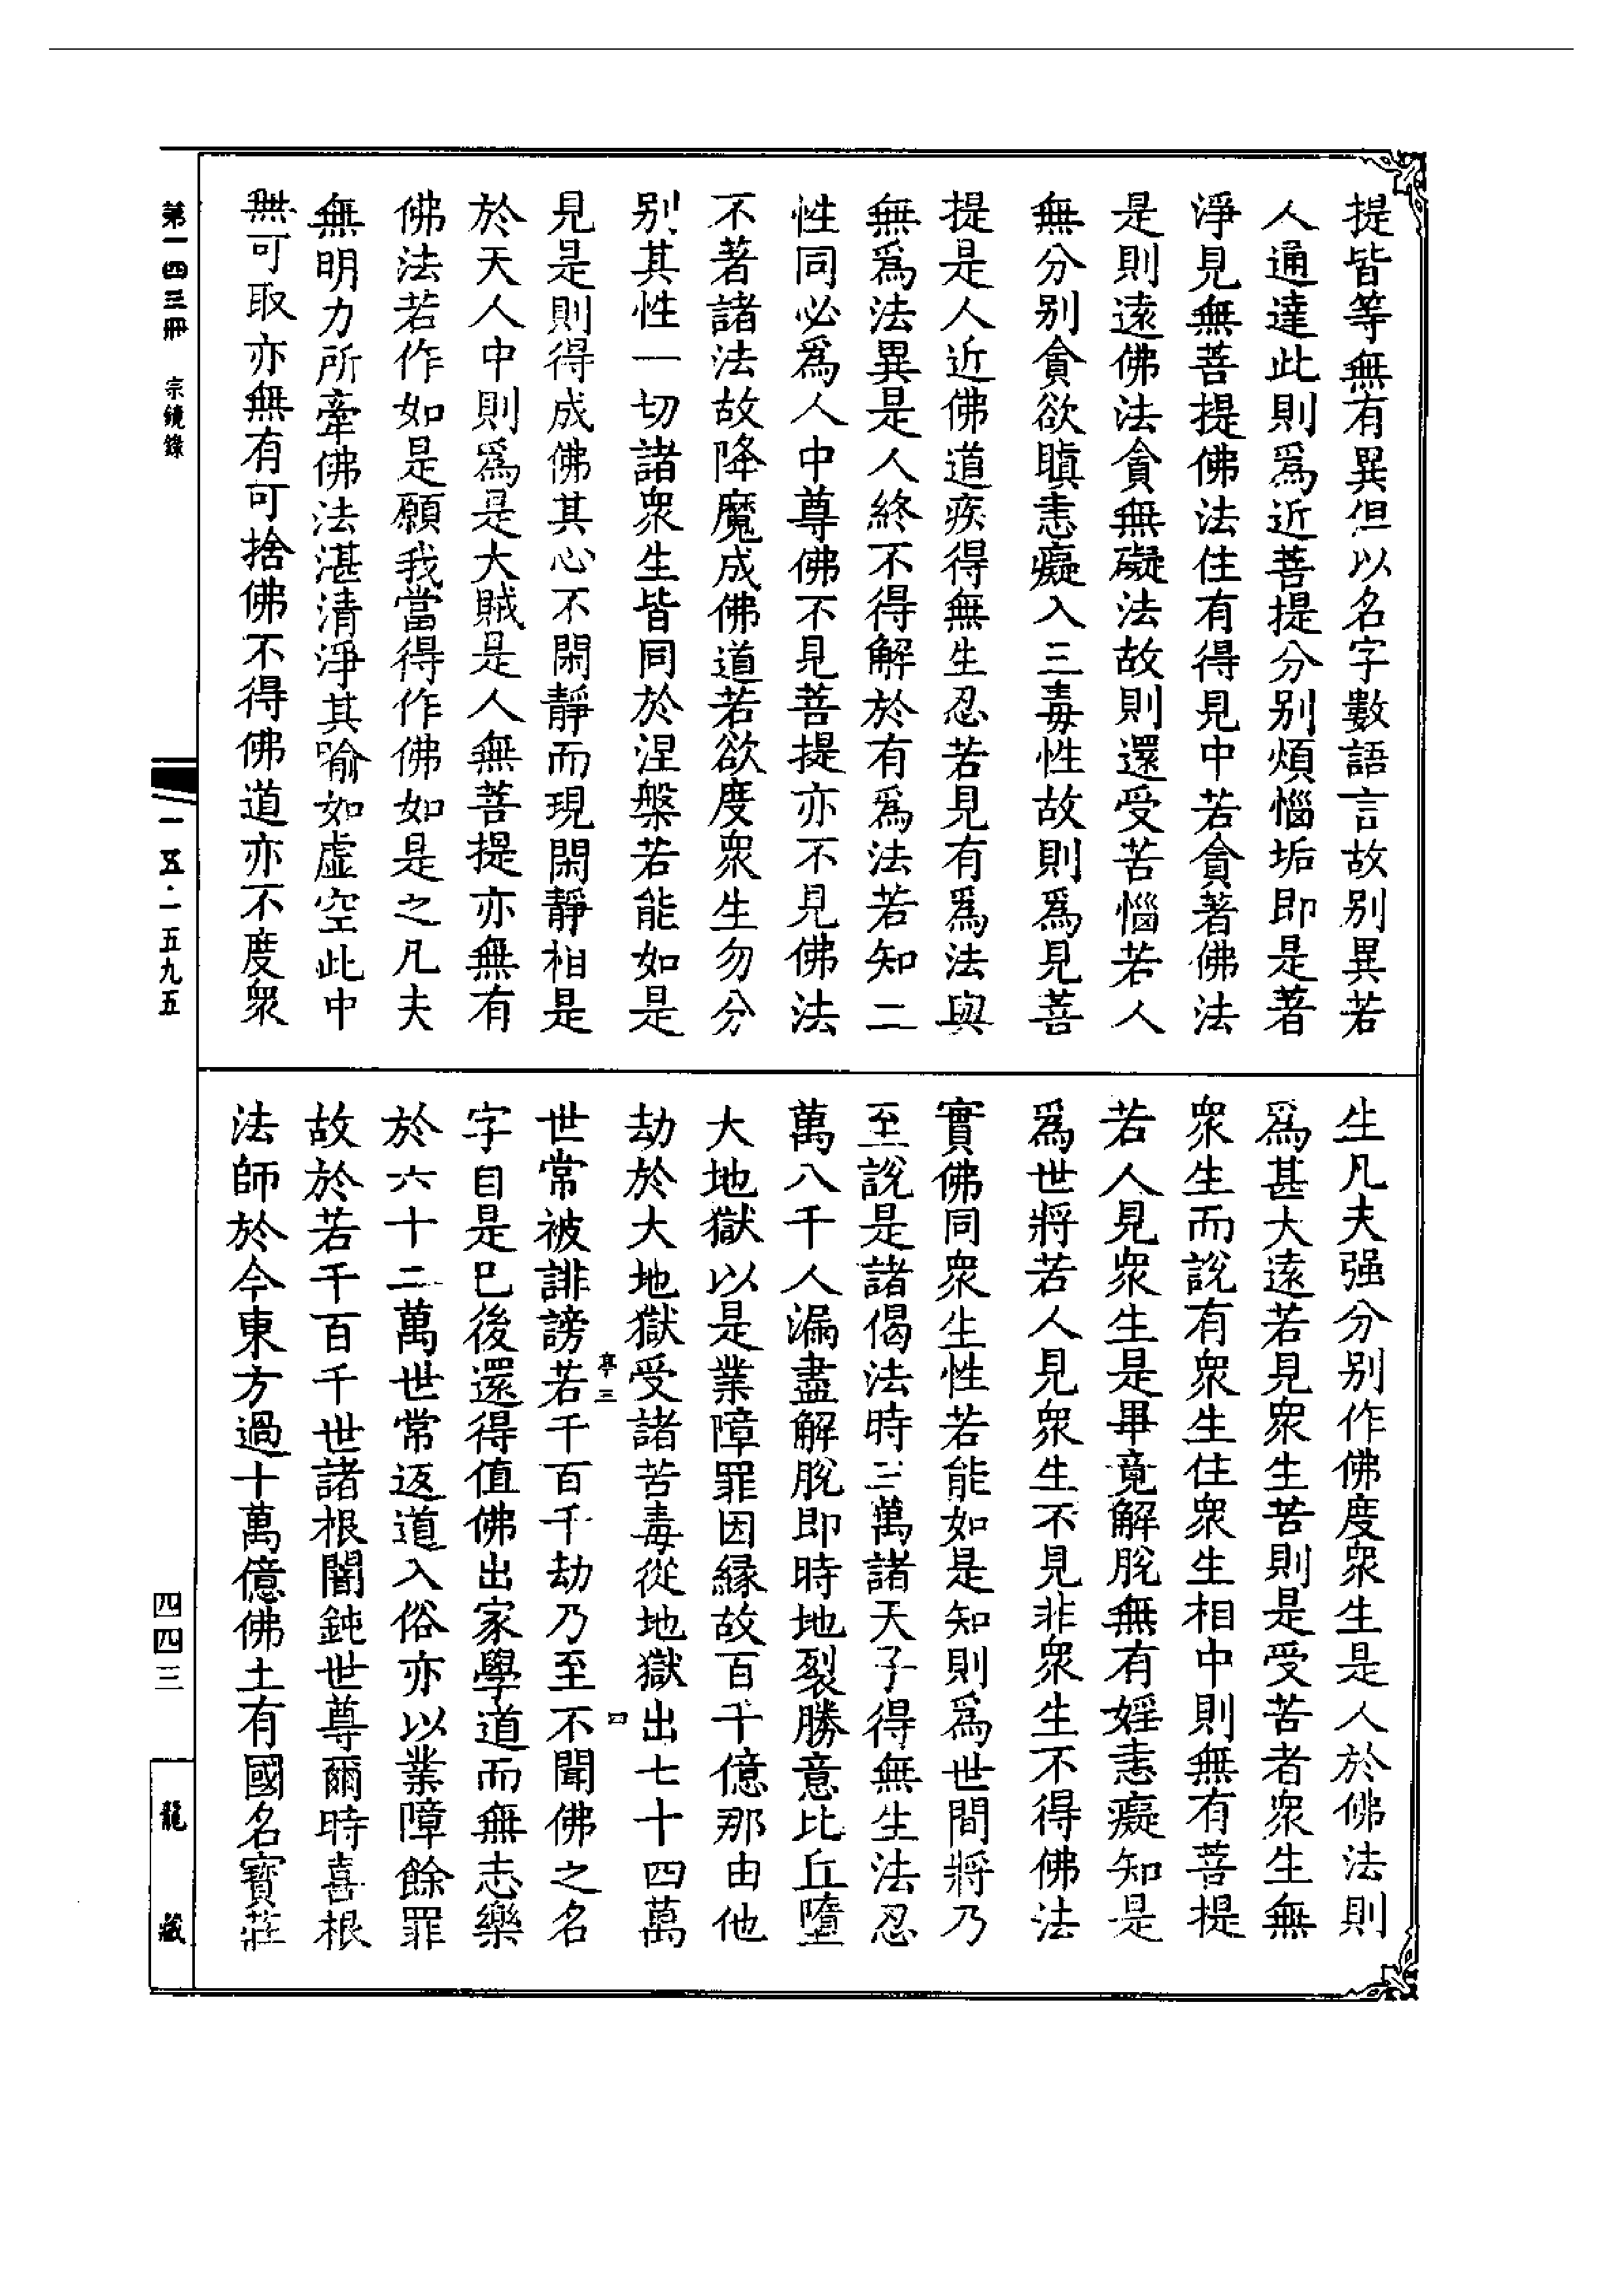 提皆等無有異但以名字數語言故别異若
人通達此則爲近菩提分别煩惱垢即是著
淨見無菩提佛法住有得見中若貪著佛法
是則遠佛法貪無礙法故則還受苦惱若人
無分别貪欲瞋恚癡入三毒性故則爲見菩
提是人近佛道疾得無生忍若見有爲法與
無爲法異是人終不得解於有爲法若知二
性同必爲人中尊佛不見菩提亦不見佛法
不著諸法故降魔成佛道若欲度衆生勿分
别其性一切諸衆生皆同於涅槃若能如是
見是則得成佛其心不閑靜而現閑靜相是
於天人中則爲是大賊是人無菩提亦無有
佛法若作如是願我當得作佛如是之凡夫
無明力所牽佛法湛清淨其喻如虛空此中
無可取亦無有可捨佛不得佛道亦不度衆
生凡夫强分别作佛度衆生是人於佛法則
爲甚大遠若見衆生苦則是受苦者衆生無
衆生而說有衆生住衆生相中則無有菩提
若人見衆生是畢竟解脫無有婬恚癡知是
爲世將若人見衆生不見非衆生不得佛法
實佛同衆生性若能如是知則爲世間將乃
至說是諸偈法時三萬諸天子得無生法忍
萬八千人漏盡解脫即時地裂勝意比丘墮
大地獄以是業障罪因緣故百千億那由他
劫於大地獄受諸苦毒從地獄出七十四萬
亭三 四
世常被誹謗若千百千劫乃至不聞佛之名
字自是已後還得值佛出家學道而無志樂
於六十二萬世常返道入俗亦以業障餘罪
故於若千百千世諸根闇鈍世尊爾時喜根
法師於今東方過十萬億佛土有國名寶莊
第一四三冊 宗鏡錄
一五·一五九五
四四三
龍藏